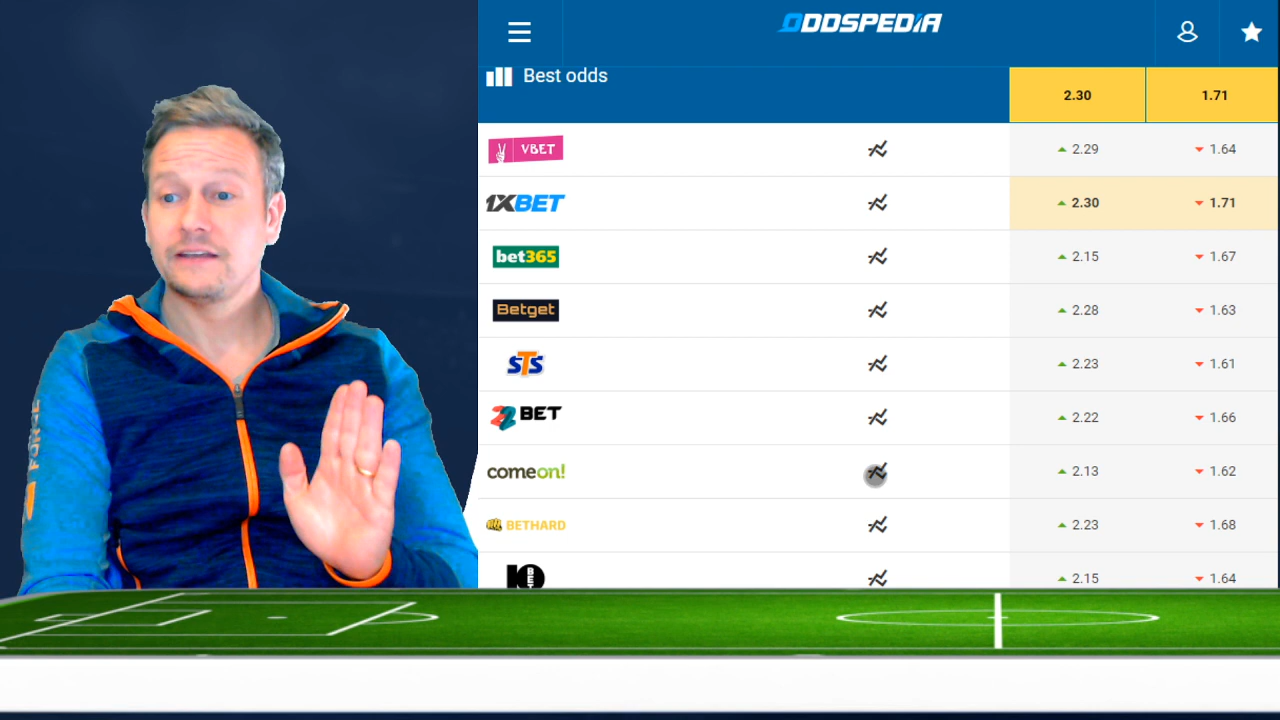 ODDSPEDIA
Best odds 2.30 1.71
VBET 2.29 1.64
1XBET 2.30 1.71
bet365 2.15 1.67
Betget 2.28 1.63
STS 2.23 1.61
22BET 2.22 1.66
comeon! 2.13 1.62
BETHARD 2.23 1.68
10BET 2.15 1.64
FORCE